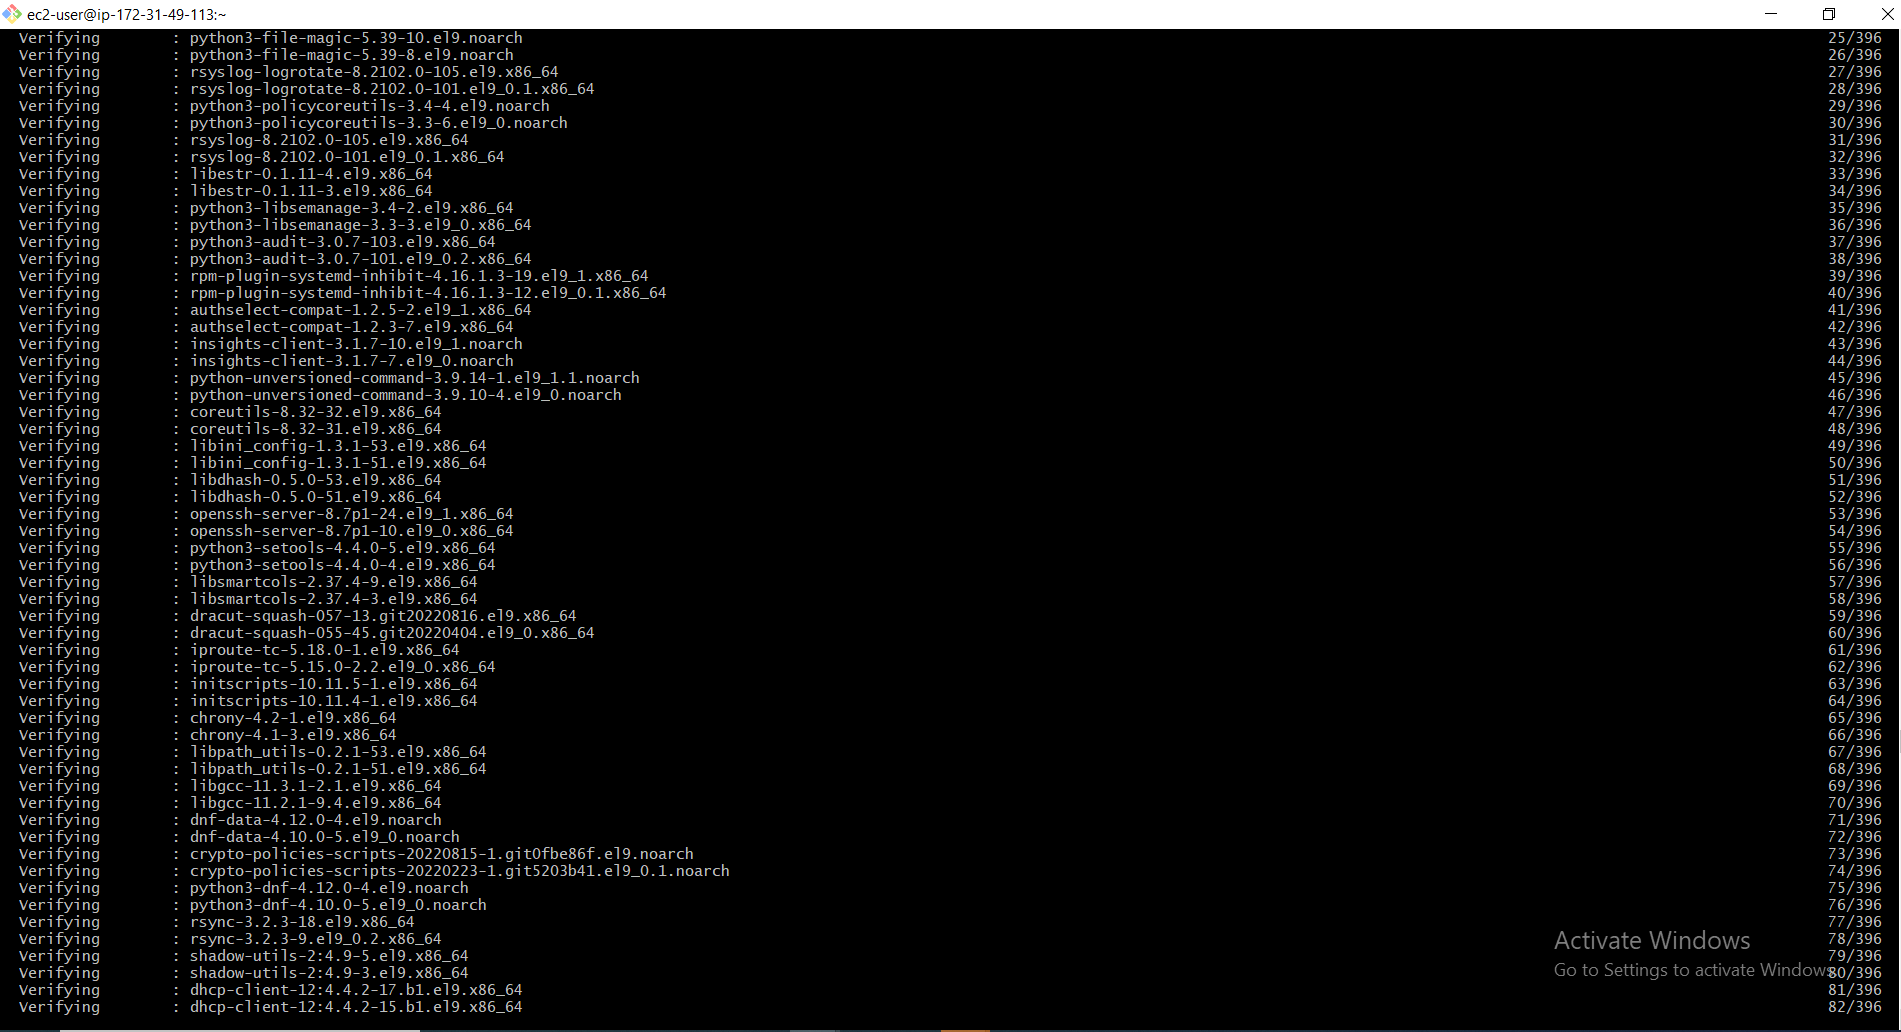 ec2-user@ip-172-31-49-113:~
Verifying : python3-file-magic-5.39-10.el9.noarch 25/396
Verifying : python3-file-magic-5.39-8.el9.noarch 26/396
Verifying : rsyslog-logrotate-8.2102.0-105.el9.x86_64 27/396
Verifying : rsyslog-logrotate-8.2102.0-101.el9_0.1.x86_64 28/396
Verifying : python3-policycoreutils-3.4-4.el9.noarch 29/396
Verifying : python3-policycoreutils-3.3-6.el9_0.noarch 30/396
Verifying : rsyslog-8.2102.0-105.el9.x86_64 31/396
Verifying : rsyslog-8.2102.0-101.el9_0.1.x86_64 32/396
Verifying : libestr-0.1.11-4.el9.x86_64 33/396
Verifying : libestr-0.1.11-3.el9.x86_64 34/396
Verifying : python3-libsemanage-3.4-2.el9.x86_64 35/396
Verifying : python3-libsemanage-3.3-3.el9_0.x86_64 36/396
Verifying : python3-audit-3.0.7-103.el9.x86_64 37/396
Verifying : python3-audit-3.0.7-101.el9_0.2.x86_64 38/396
Verifying : rpm-plugin-systemd-inhibit-4.16.1.3-19.el9_1.x86_64 39/396
Verifying : rpm-plugin-systemd-inhibit-4.16.1.3-12.el9_0.1.x86_64 40/396
Verifying : authselect-compat-1.2.5-2.el9_1.x86_64 41/396
Verifying : authselect-compat-1.2.3-7.el9.x86_64 42/396
Verifying : insights-client-3.1.7-10.el9_1.noarch 43/396
Verifying : insights-client-3.1.7-7.el9_0.noarch 44/396
Verifying : python-unversioned-command-3.9.14-1.el9_1.1.noarch 45/396
Verifying : python-unversioned-command-3.9.10-4.el9_0.noarch 46/396
Verifying : coreutils-8.32-32.el9.x86_64 47/396
Verifying : coreutils-8.32-31.el9.x86_64 48/396
Verifying : libini_config-1.3.1-53.el9.x86_64 49/396
Verifying : libini_config-1.3.1-51.el9.x86_64 50/396
Verifying : libdhash-0.5.0-53.el9.x86_64 51/396
Verifying : libdhash-0.5.0-51.el9.x86_64 52/396
Verifying : openssh-server-8.7p1-24.el9_1.x86_64 53/396
Verifying : openssh-server-8.7p1-10.el9_0.x86_64 54/396
Verifying : python3-setools-4.4.0-5.el9.x86_64 55/396
Verifying : python3-setools-4.4.0-4.el9.x86_64 56/396
Verifying : libsmartcols-2.37.4-9.el9.x86_64 57/396
Verifying : libsmartcols-2.37.4-3.el9.x86_64 58/396
Verifying : dracut-squash-057-13.git20220816.el9.x86_64 59/396
Verifying : dracut-squash-055-45.git20220404.el9_0.x86_64 60/396
Verifying : iproute-tc-5.18.0-1.el9.x86_64 61/396
Verifying : iproute-tc-5.15.0-2.2.el9_0.x86_64 62/396
Verifying : initscripts-10.11.5-1.el9.x86_64 63/396
Verifying : initscripts-10.11.4-1.el9.x86_64 64/396
Verifying : chrony-4.2-1.el9.x86_64 65/396
Verifying : chrony-4.1-3.el9.x86_64 66/396
Verifying : libpath_utils-0.2.1-53.el9.x86_64 67/396
Verifying : libpath_utils-0.2.1-51.el9.x86_64 68/396
Verifying : libgcc-11.3.1-2.1.el9.x86_64 69/396
Verifying : libgcc-11.2.1-9.4.el9.x86_64 70/396
Verifying : dnf-data-4.12.0-4.el9.noarch 71/396
Verifying : dnf-data-4.10.0-5.el9_0.noarch 72/396
Verifying : crypto-policies-scripts-20220815-1.git0fbe86f.el9.noarch 73/396
Verifying : crypto-policies-scripts-20220223-1.git5203b41.el9_0.1.noarch 74/396
Verifying : python3-dnf-4.12.0-4.el9.noarch 75/396
Verifying : python3-dnf-4.10.0-5.el9_0.noarch 76/396
Verifying : rsync-3.2.3-18.el9.x86_64 77/396
Verifying : rsync-3.2.3-9.el9_0.2.x86_64 78/396
Verifying : shadow-utils-2:4.9-5.el9.x86_64 79/396
Verifying : shadow-utils-2:4.9-3.el9.x86_64 80/396
Verifying : dhcp-client-12:4.4.2-17.b1.el9.x86_64 81/396
Verifying : dhcp-client-12:4.4.2-15.b1.el9.x86_64 82/396
Activate Windows
Go to Settings to activate Windows.